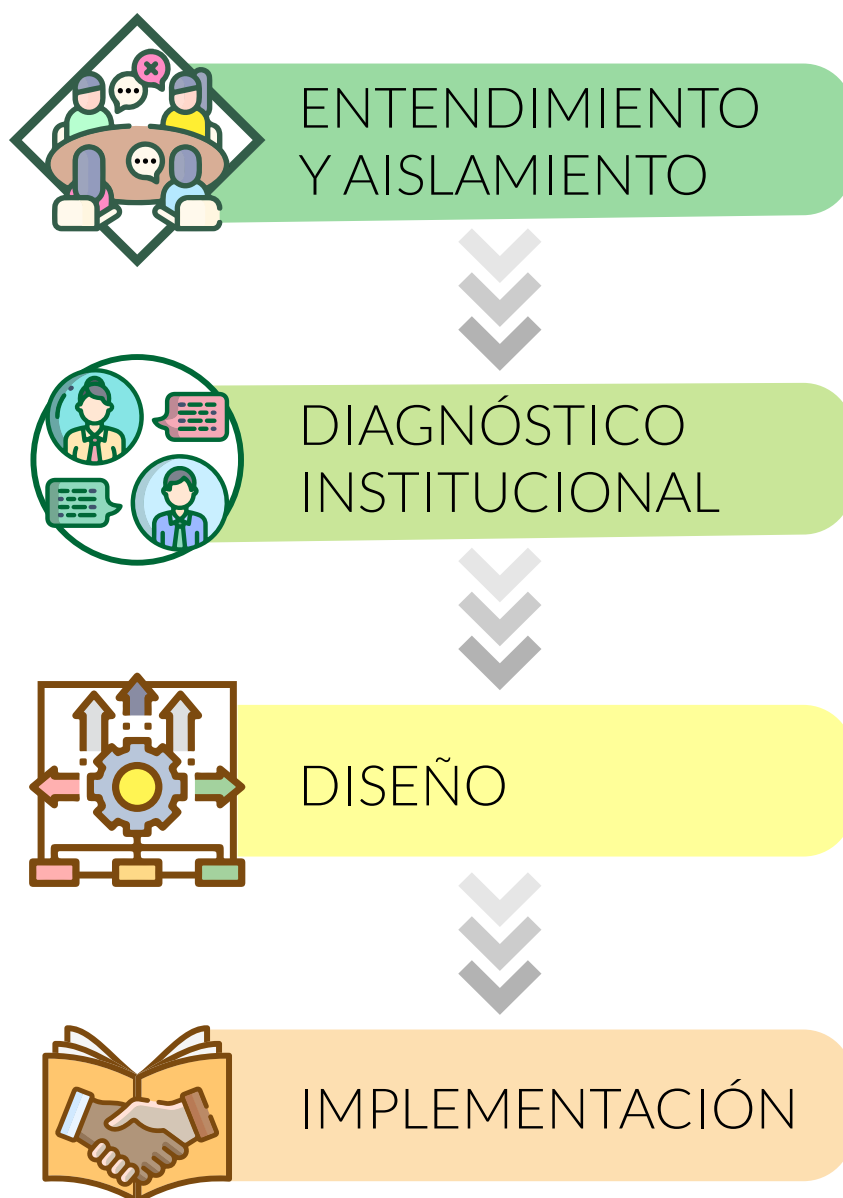 ENTENDIMIENTO
Y AISLAMIENTO
DIAGNÓSTICO
INSTITUCIONAL
DISEÑO
IMPLEMENTACIÓN